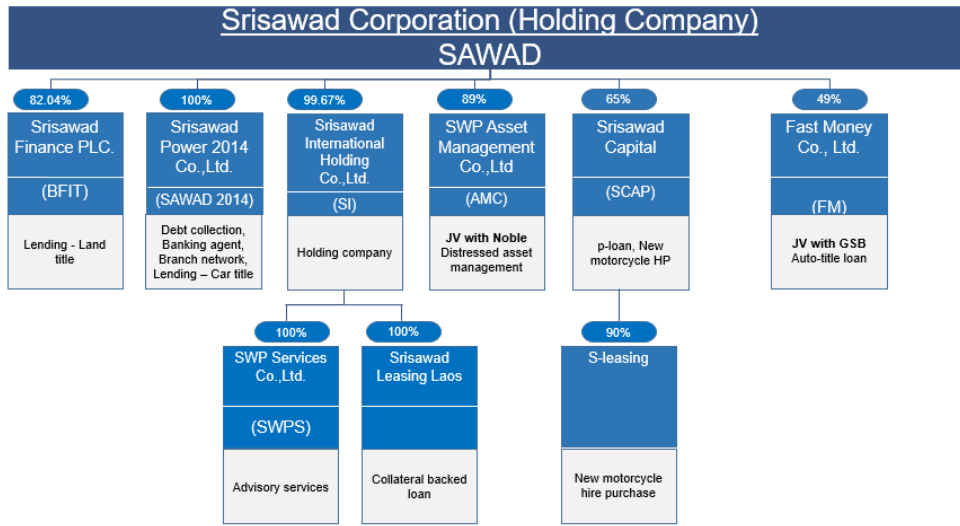 Srisawad Corporation (Holding Company)
SAWAD
82.04%
Srisawad
Finance PLC.
(BFIT)
Lending - Land
title
100%
Srisawad
Power 2014
Co.,Ltd.
(SAWAD 2014)
Debt collection,
Banking agent,
Branch network,
Lending – Car title
99.67%
Srisawad
International
Holding
Co.,Ltd.
(SI)
Holding company
89%
SWP Asset
Management
Co.,Ltd
(AMC)
JV with Noble
Distressed asset
management
65%
Srisawad
Capital
(SCAP)
p-loan, New
motorcycle HP
49%
Fast Money
Co., Ltd.
(FM)
JV with GSB
Auto-title loan
100%
SWP Services
Co.,Ltd.
(SWPS)
Advisory services
100%
Srisawad
Leasing Laos
Collateral backed
loan
90%
S-leasing
New motorcycle
hire purchase